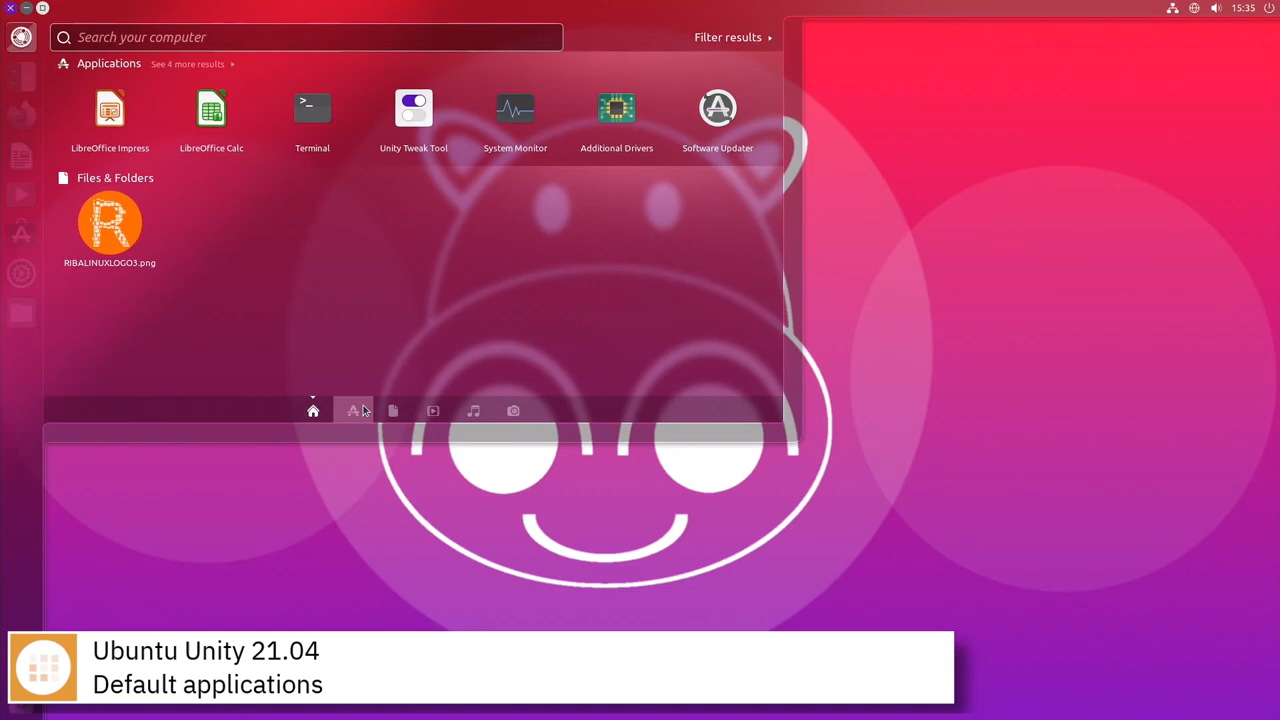 15:35
Search your computer
Filter results
Applications See 4 more results
LibreOffice Impress
LibreOffice Calc
>_
Terminal
Unity Tweak Tool
System Monitor
Additional Drivers
Software Updater
Files & Folders
R
RIBALINUXLOGO3.png
Ubuntu Unity 21.04
Default applications